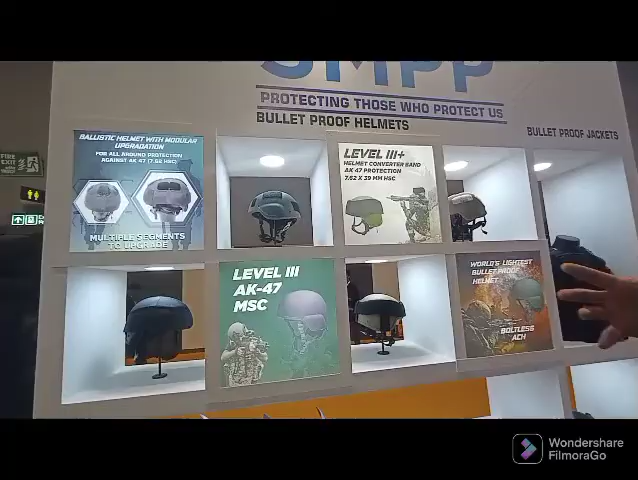 SMPP
PROTECTING THOSE WHO PROTECT US
BULLET PROOF HELMETS
BULLET PROOF JACKETS
BALLISTIC HELMET WITH MODULAR
UPGRADATION
FOR ALL AROUND PROTECTION
AGAINST AK 47 (7.62 HSC)
MULTIPLE SEGMENTS
TO UPGRADE
LEVEL III+
HELMET CONVERTER BAND
AK 47 PROTECTION
7.62 X 39 MM HSC
FIRE
EXIT
LEVEL III
AK-47
MSC
WORLD'S LIGHTEST
BULLET PROOF
HELMET
BOLTLESS
ACH
Wondershare
FilmoraGo